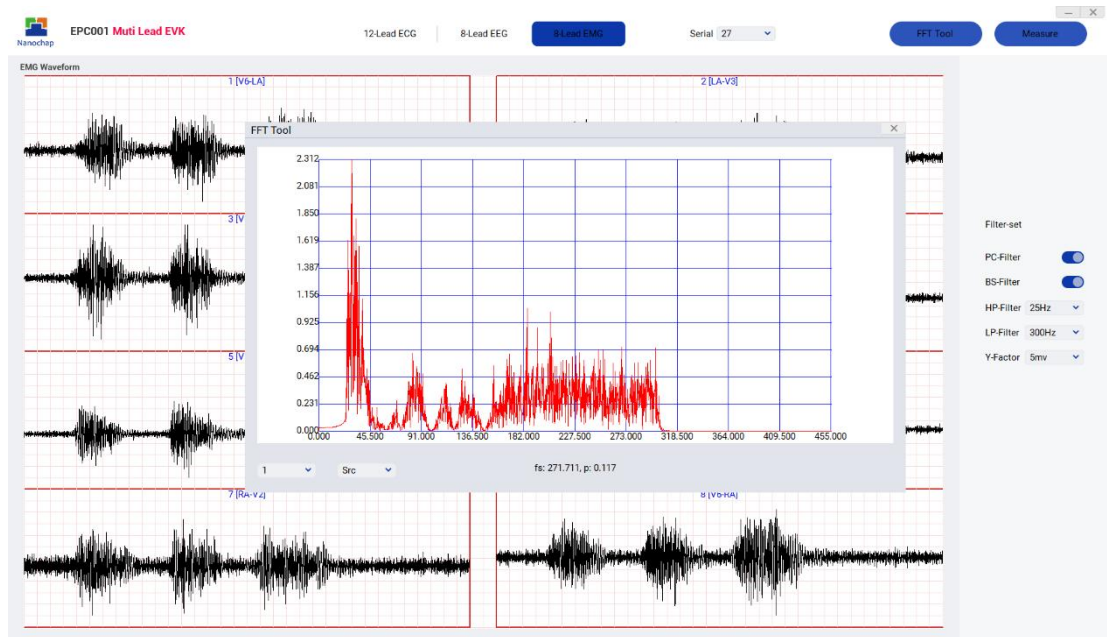 Nanochap
EPC001 Muti Lead EVK
12-Lead ECG
8-Lead EEG
8-Lead EMG
Serial 27
FFT Tool
Measure
EMG Waveform
1 [V6-LA]
2 [LA-V3]
FFT Tool
2.312
2.081
1.850
1.619
1.387
1.156
0.925
0.694
0.462
0.231
0.000
0.000 45.500 91.000 136.500 182.000 227.500 273.000 318.500 364.000 409.500 455.000
1
Src
fs: 271.711, p: 0.117
3 [V
5 [V
7 [RA-V2]
8 [V6-RA]
Filter-set
PC-Filter
BS-Filter
HP-Filter 25Hz
LP-Filter 300Hz
Y-Factor 5mv